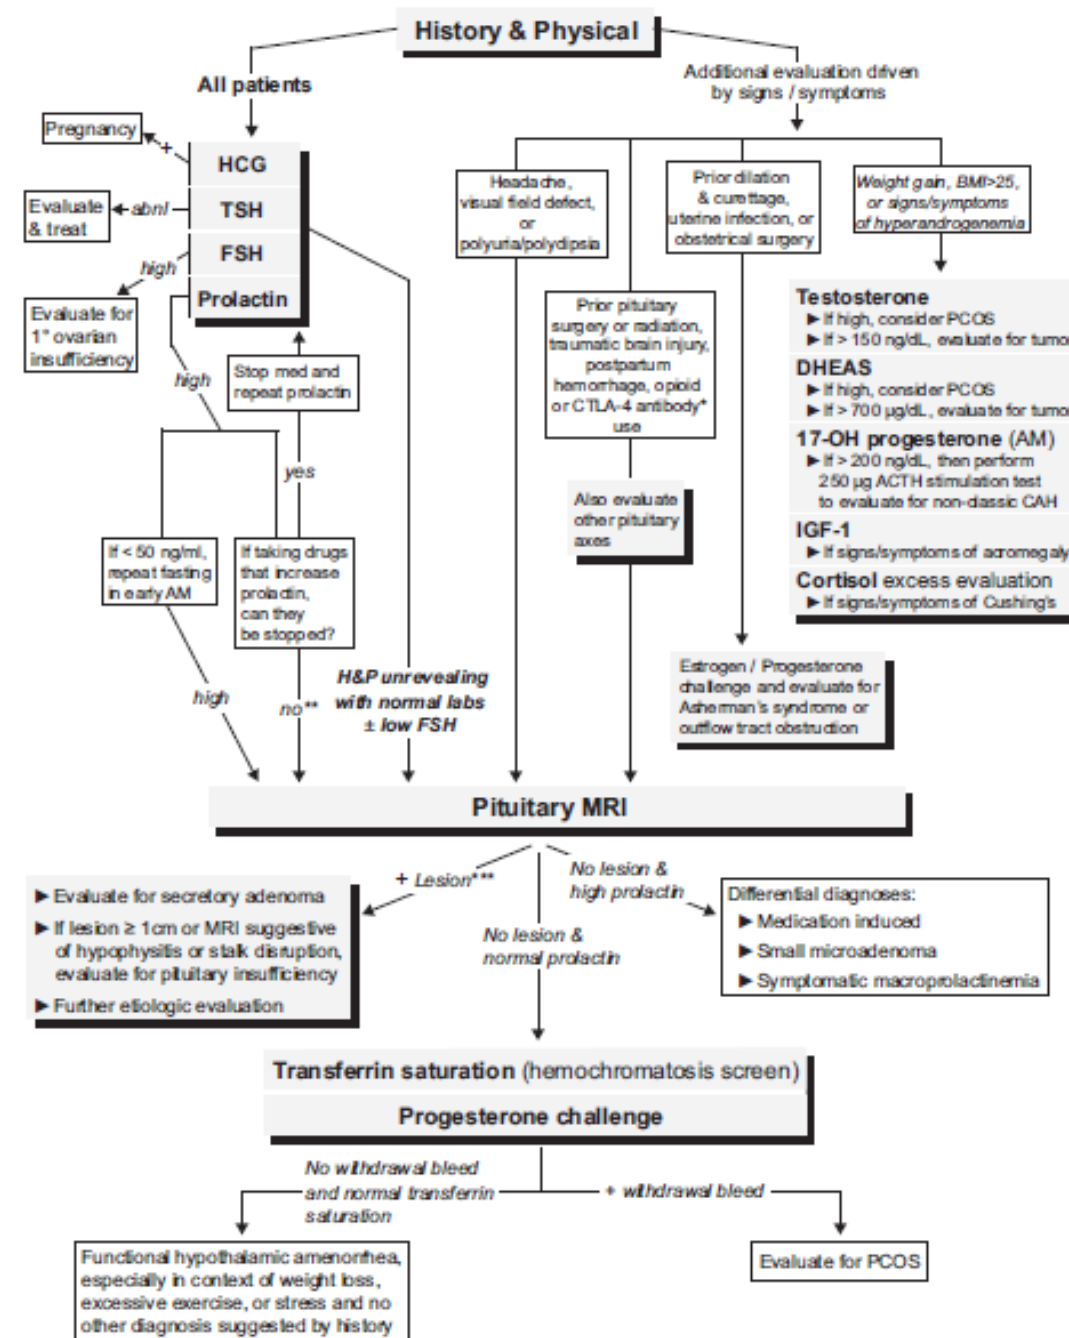 History & Physical
All patients
Additional evaluation driven
by signs / symptoms
Pregnancy
+
HCG
TSH
FSH
Prolactin
Evaluate
& treat
abnl
high
Evaluate for
1° ovarian
insufficiency
high
Stop med and
repeat prolactin
yes
If < 50 ng/ml,
repeat fasting
in early AM
If taking drugs
that increase
prolactin,
can they
be stopped?
high
no**
H&P unrevealing
with normal labs
± low FSH
Headache,
visual field defect,
or
polyuria/polydipsia
Prior pituitary
surgery or radiation,
traumatic brain injury,
postpartum
hemorrhage, opioid
or CTLA-4 antibody*
use
Also evaluate
other pituitary
axes
Prior dilation
& curettage,
uterine infection, or
obstetrical surgery
Estrogen / Progesterone
challenge and evaluate for
Asherman's syndrome or
outflow tract obstruction
Weight gain, BMI>25,
or signs/symptoms
of hyperandrogenemia
Testosterone
►If high, consider PCOS
►If > 150 ng/dL, evaluate for tumo
DHEAS
►If high, consider PCOS
►If > 700 µg/dL, evaluate for tumo
17-OH progesterone (AM)
►If > 200 ng/dL, then perform
250 µg ACTH stimulation test
to evaluate for non-classic CAH
IGF-1
►If signs/symptoms of acromegaly
Cortisol excess evaluation
►If signs/symptoms of Cushing's
Pituitary MRI
+ Lesion***
No lesion &
high prolactin
No lesion &
normal prolactin
►Evaluate for secretory adenoma
►If lesion ≥ 1cm or MRI suggestive
of hypophysitis or stalk disruption,
evaluate for pituitary insufficiency
►Further etiologic evaluation
Differential diagnoses:
►Medication induced
►Small microadenoma
►Symptomatic macroprolactinemia
Transferrin saturation (hemochromatosis screen)
Progesterone challenge
No withdrawal bleed
and normal transferrin
saturation
+ withdrawal bleed
Functional hypothalamic amenorrhea,
especially in context of weight loss,
excessive exercise, or stress and no
other diagnosis suggested by history
Evaluate for PCOS